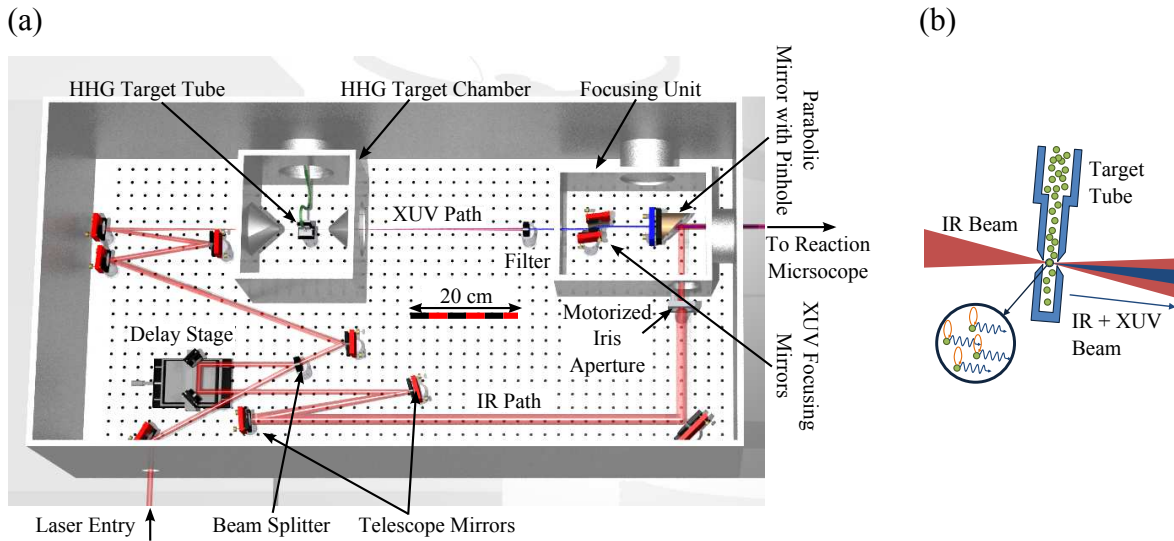 (a)
(b)
HHG Target Tube
HHG Target Chamber
Focusing Unit
Parabolic
Mirror with Pinhole
XUV Path
Filter
20 cm
To Reaction
Micrsocope
Motorized
Iris
Aperture
XUV Focusing
Mirrors
Delay Stage
IR Path
Laser Entry
Beam Splitter
Telescope Mirrors
Target
Tube
IR Beam
IR + XUV
Beam